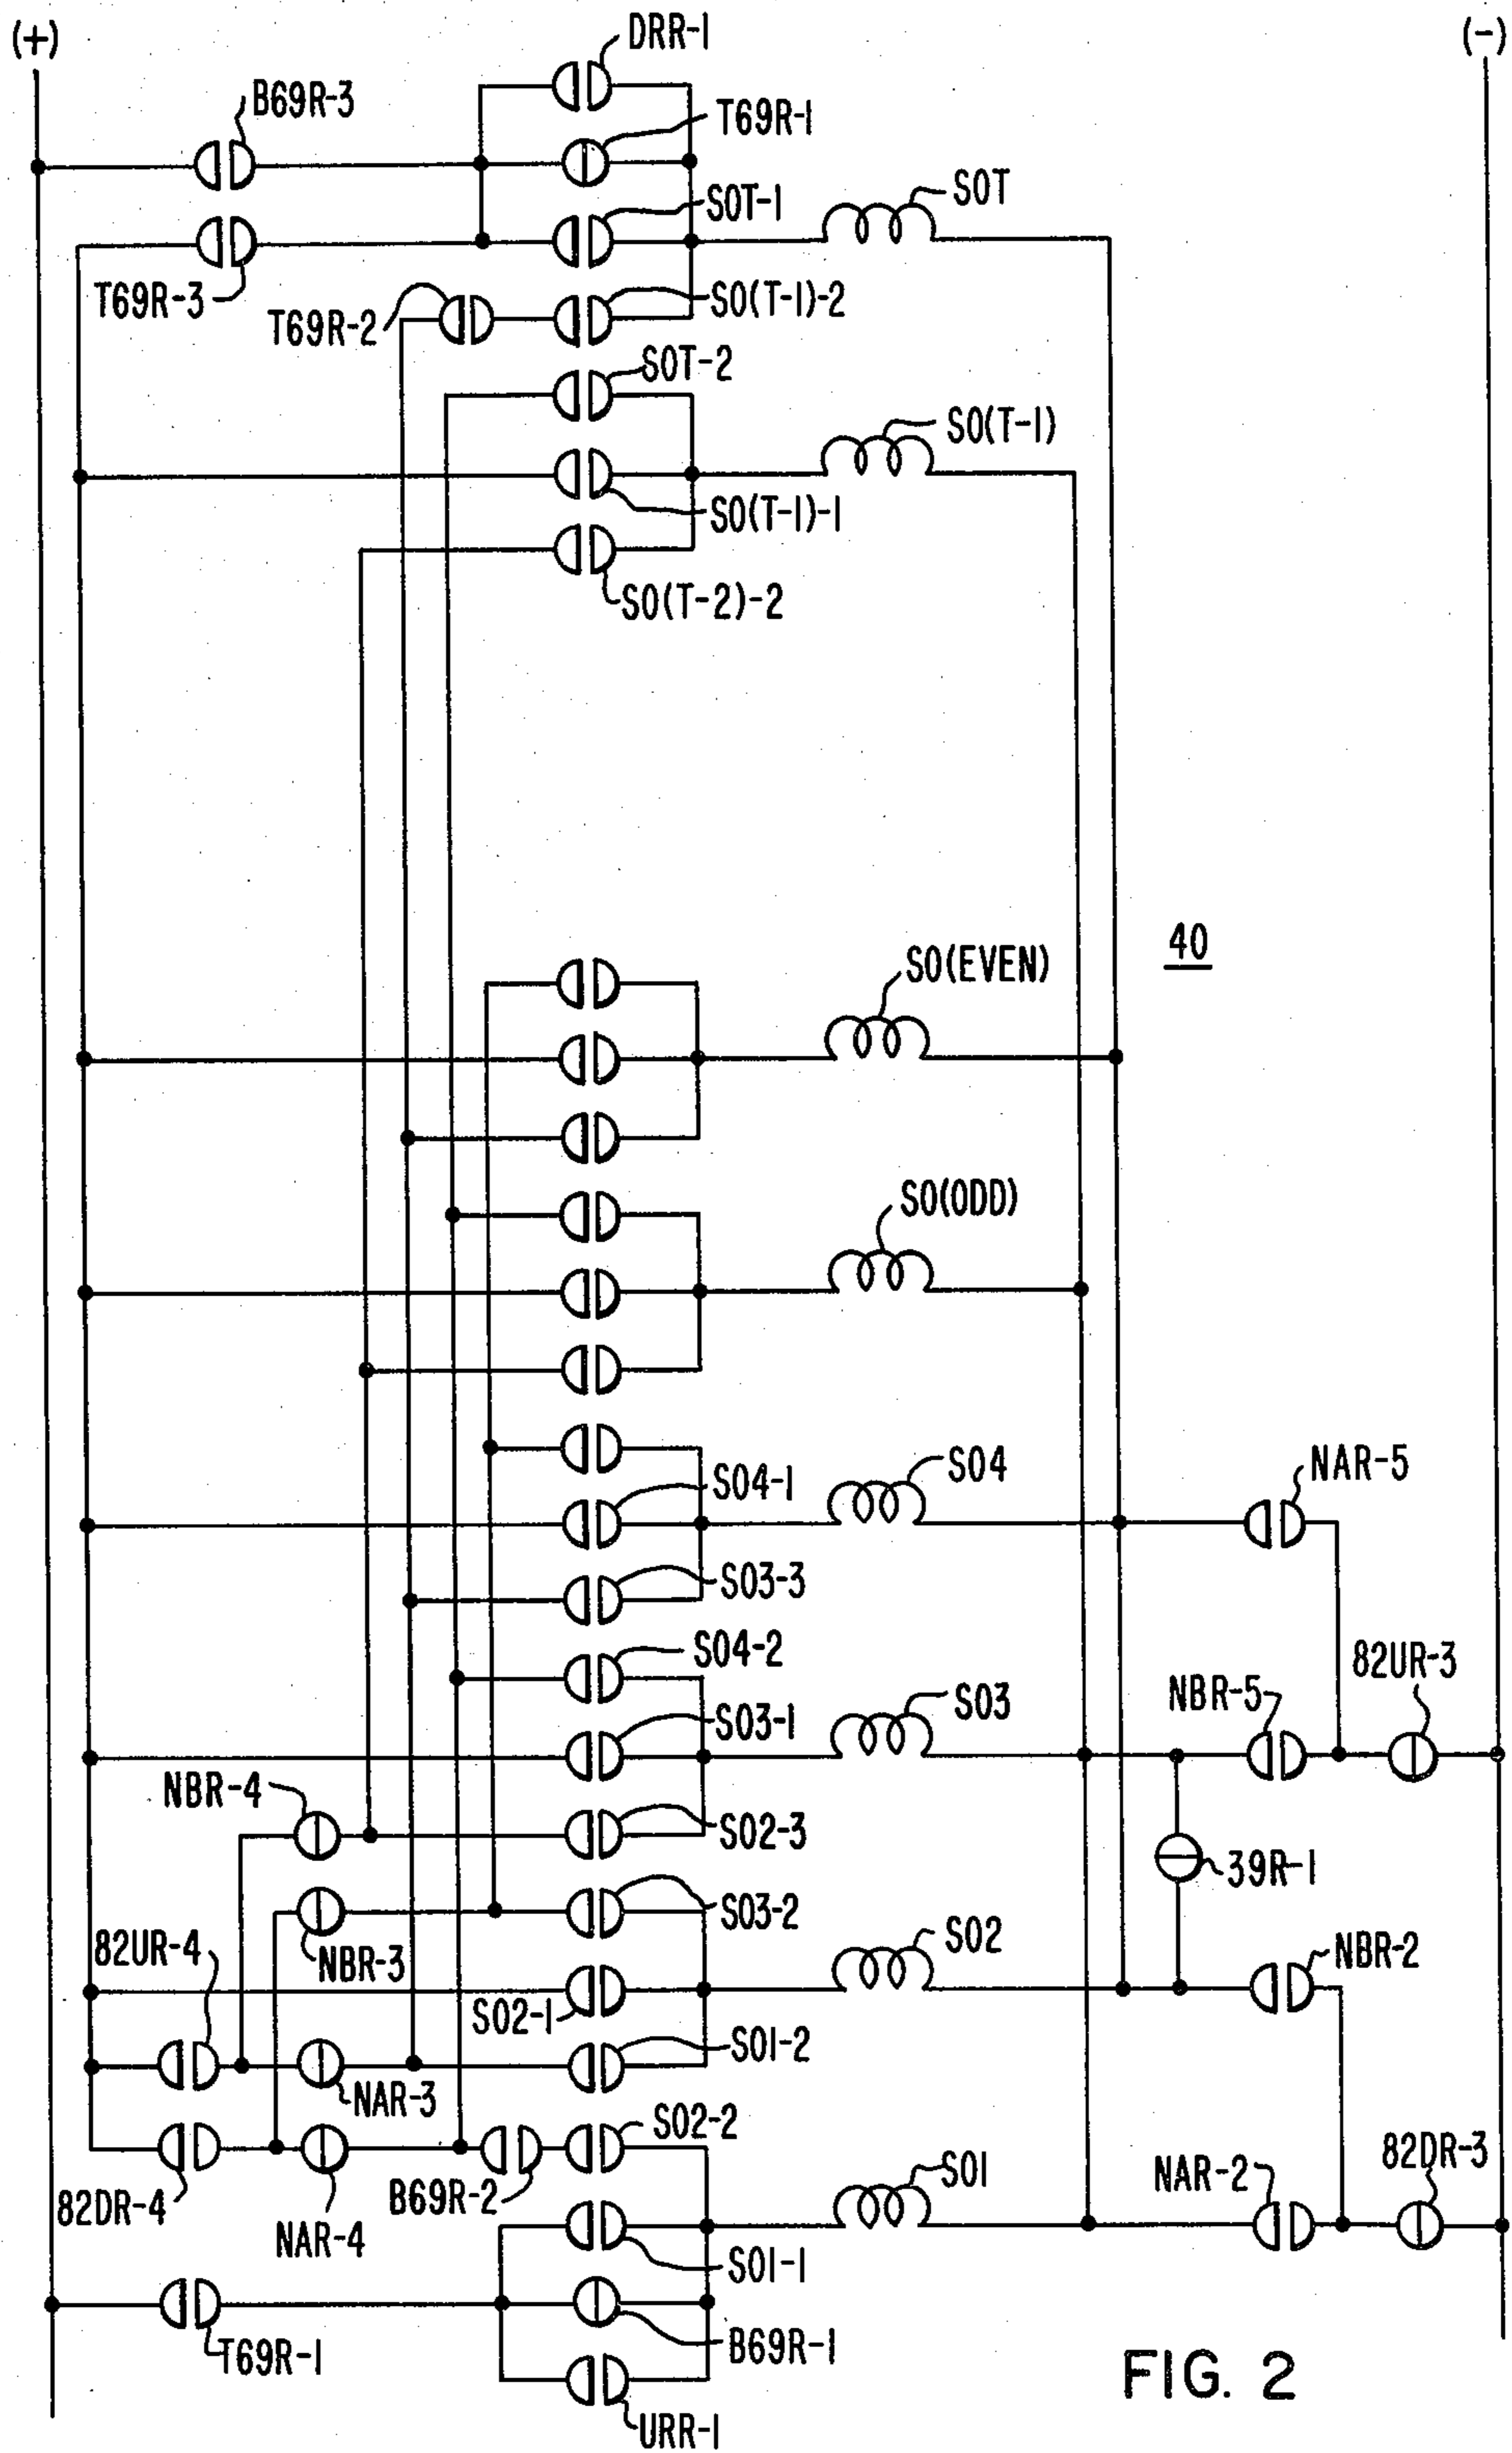 (+)
(-)
DRR-1
B69R-3
T69R-1
SOT-1
SOT
T69R-3
T69R-2
SO(T-1)-2
SOT-2
SO(T-1)
SO(T-1)-1
SO(T-2)-2
40
SO(EVEN)
SO(ODD)
SO4-1
SO4
NAR-5
SO3-3
SO4-2
82UR-3
NBR-5
SO3-1
SO3
NBR-4
SO2-3
39R-1
SO3-2
82UR-4
NBR-3
SO2
NBR-2
SO2-1
SO1-2
NAR-3
SO2-2
82DR-4
B69R-2
SO1
NAR-2
82DR-3
NAR-4
SO1-1
T69R-1
B69R-1
URR-1
FIG. 2